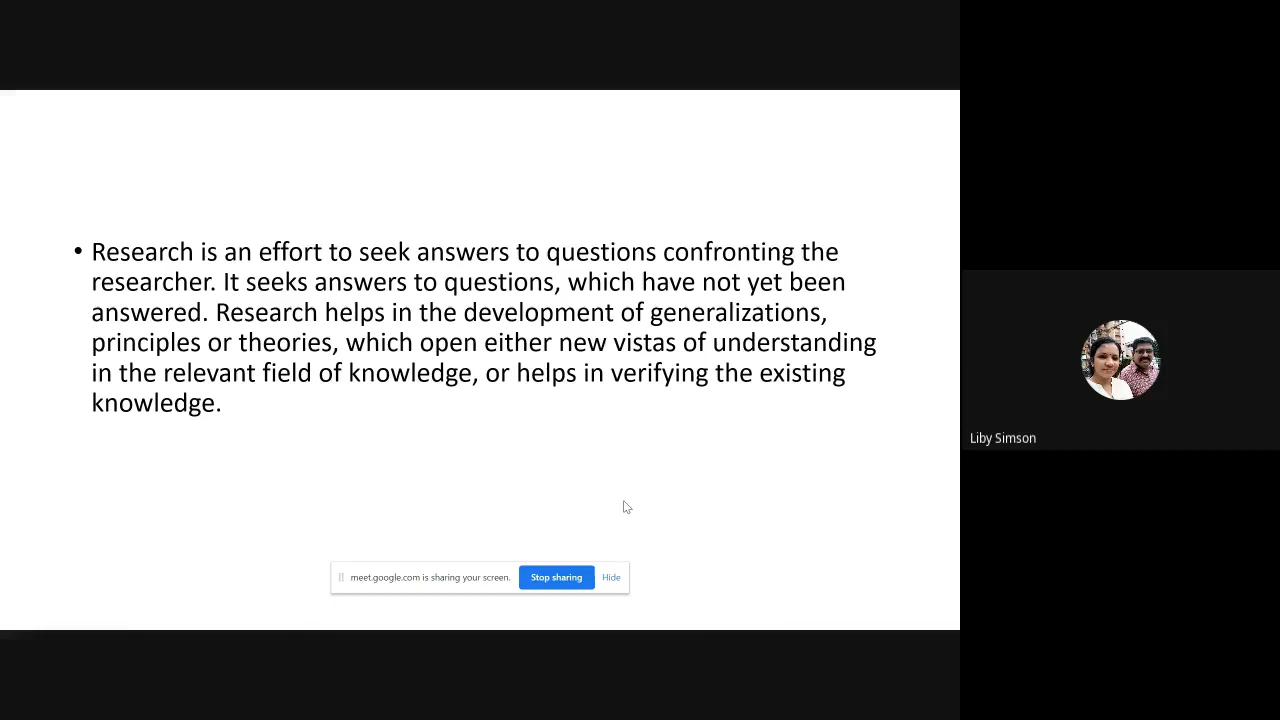 • Research is an effort to seek answers to questions confronting the
researcher. It seeks answers to questions, which have not yet been
answered. Research helps in the development of generalizations,
principles or theories, which open either new vistas of understanding
in the relevant field of knowledge, or helps in verifying the existing
knowledge.
Liby Simson
meet.google.com is sharing your screen. Stop sharing Hide